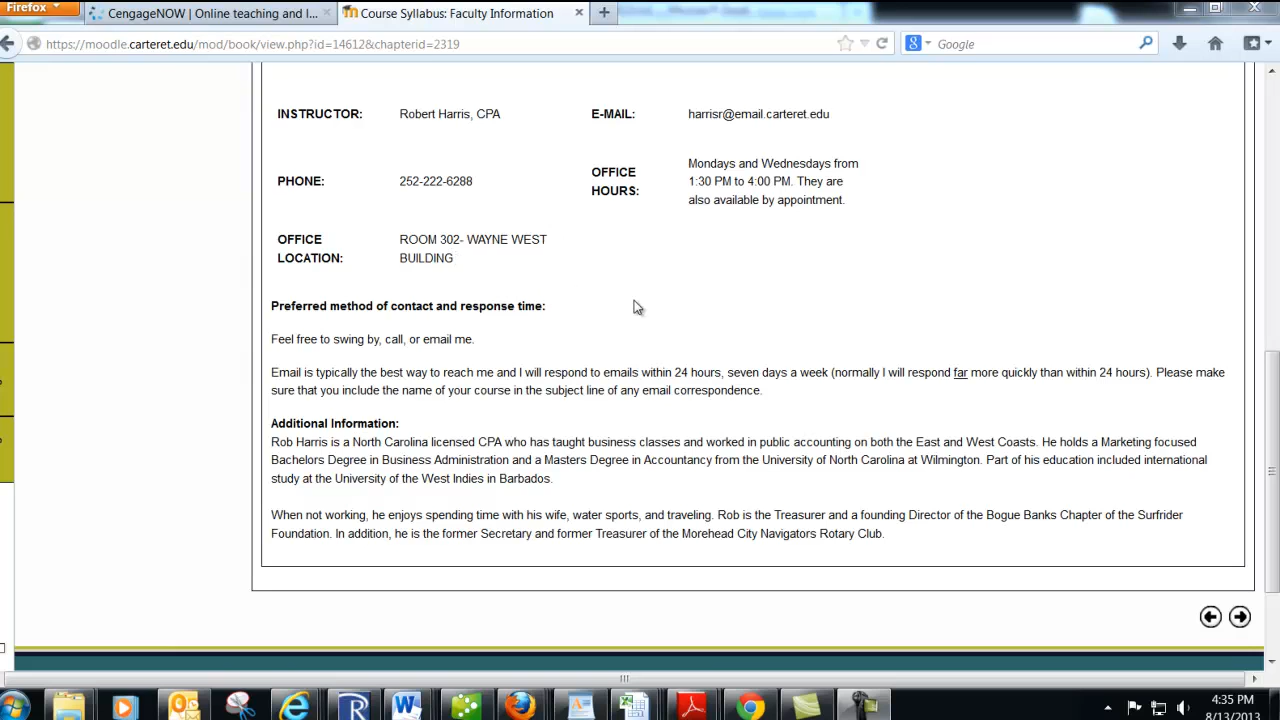 Firefox
CengageNOW | Online teaching and l...
Course Syllabus: Faculty Information
https://moodle.carteret.edu/mod/book/view.php?id=14612&chapterid=2319
Google
INSTRUCTOR: Robert Harris, CPA E-MAIL: harrisr@email.carteret.edu
PHONE: 252-222-6288 OFFICE HOURS: Mondays and Wednesdays from
1:30 PM to 4:00 PM. They are
also available by appointment.
OFFICE LOCATION: ROOM 302- WAYNE WEST
BUILDING
Preferred method of contact and response time:
Feel free to swing by, call, or email me.
Email is typically the best way to reach me and I will respond to emails within 24 hours, seven days a week (normally I will respond far more quickly than within 24 hours). Please make
sure that you include the name of your course in the subject line of any email correspondence.
Additional Information:
Rob Harris is a North Carolina licensed CPA who has taught business classes and worked in public accounting on both the East and West Coasts. He holds a Marketing focused
Bachelors Degree in Business Administration and a Masters Degree in Accountancy from the University of North Carolina at Wilmington. Part of his education included international
study at the University of the West Indies in Barbados.
When not working, he enjoys spending time with his wife, water sports, and traveling. Rob is the Treasurer and a founding Director of the Bogue Banks Chapter of the Surfrider
Foundation. In addition, he is the former Secretary and former Treasurer of the Morehead City Navigators Rotary Club.
4:35 PM
8/13/2013